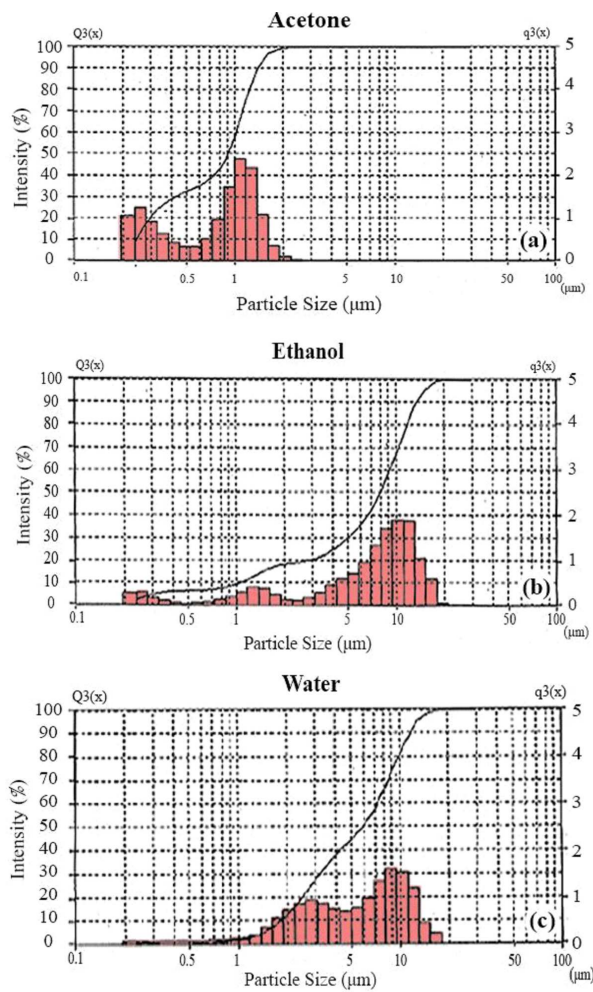 Acetone
Q3(x) q3(x)
100 5
90
80 4
70
60 3
50
40 2
30
20 1
10
0 0
Intensity (%)
(a)
0.1 0.5 1 5 10 50 100 (μm)
Particle Size (μm)
Ethanol
Q3(x) q3(x)
100 5
90
80 4
70
60 3
50
40 2
30
20 1
10
0 0
Intensity (%)
(b)
0.1 0.5 1 5 10 50 100 (μm)
Particle Size (μm)
Water
Q3(x) q3(x)
100 5
90
80 4
70
60 3
50
40 2
30
20 1
10
0 0
Intensity (%)
(c)
0.1 0.5 1 5 10 50 100 (μm)
Particle Size (μm)